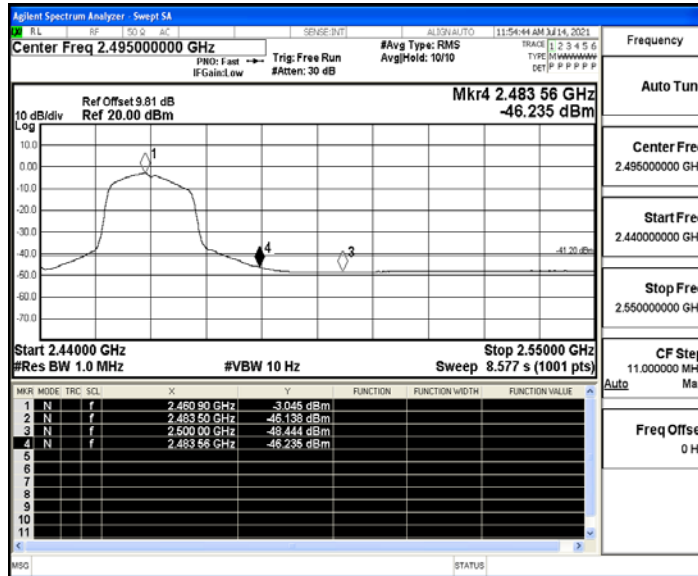 Agilent Spectrum Analyzer - Swept SA
RL RF 50 Ω AC SENSE:INT ALIGNAUTO 11:54:44 AM Jul 14, 2021
Center Freq 2.495000000 GHz
PNO: Fast
IFGain:Low
Trig: Free Run
#Atten: 30 dB
#Avg Type: RMS
Avg|Hold: 10/10
TRACE 1 2 3 4 5 6
TYPE M W W W W W
DET P P P P P P
Ref Offset 9.81 dB
10 dB/div Ref 20.00 dBm
Log
Mkr4 2.483 56 GHz
-46.235 dBm
10.0
0.00
-10.0
-20.0
-30.0
-40.0
-50.0
-60.0
-70.0
1
4
3
-41.20 dBm
Start 2.44000 GHz Stop 2.55000 GHz
#Res BW 1.0 MHz #VBW 10 Hz Sweep 8.577 s (1001 pts)
MKR MODE TRC SCL X Y FUNCTION FUNCTION WIDTH FUNCTION VALUE
1 N f 2.460 90 GHz -3.045 dBm
2 N f 2.483 50 GHz -46.138 dBm
3 N f 2.500 00 GHz -48.444 dBm
4 N f 2.483 56 GHz -46.235 dBm
5
6
7
8
9
10
11
MSG STATUS
Frequency
Auto Tun
Center Fre
2.495000000 GH
Start Fre
2.440000000 GH
Stop Fre
2.550000000 GH
CF Step
11.000000 MH
Auto Ma
Freq Offse
0 H